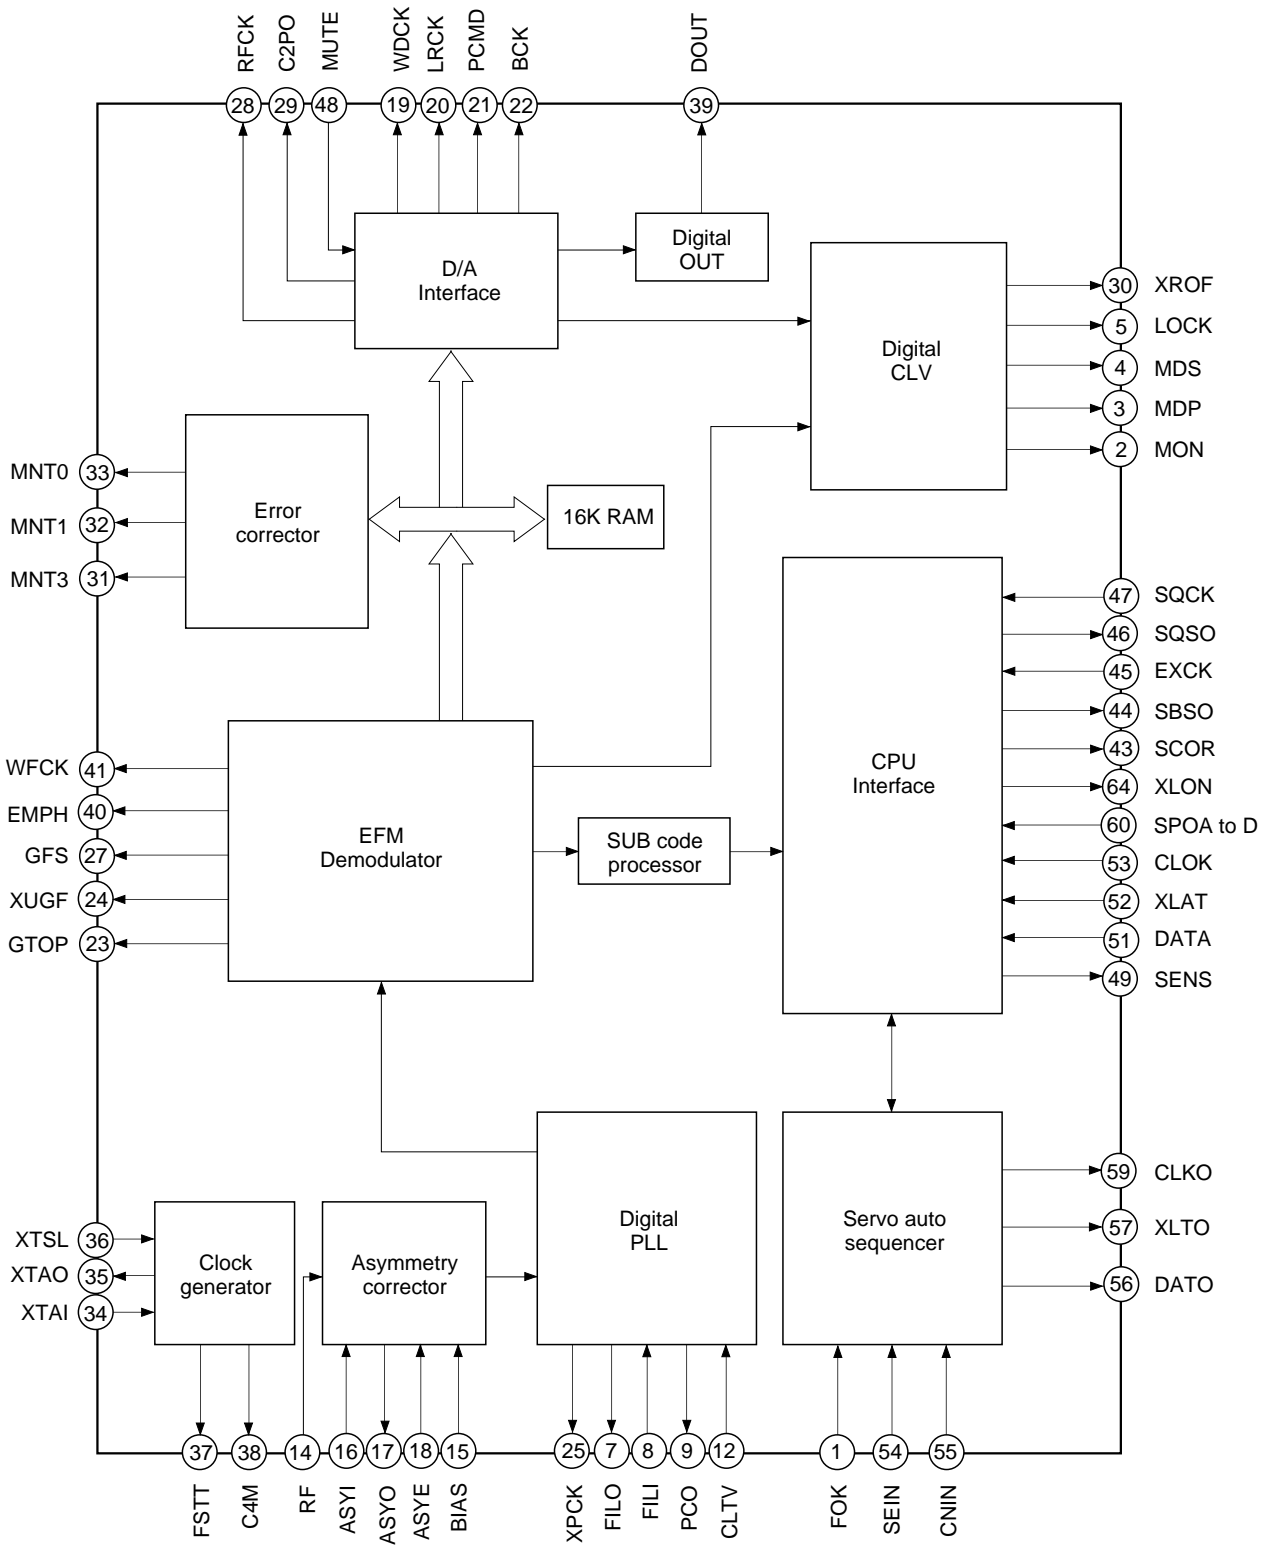 RFCK
C2PO
MUTE
WDCK
LRCK
PCMD
BCK
DOUT
28
29
48
19
20
21
22
39
D/A
Interface
Digital
OUT
Digital
CLV
30 XROF
5 LOCK
4 MDS
3 MDP
2 MON
MNT0 33
MNT1 32
MNT3 31
Error
corrector
16K RAM
47 SQCK
46 SQSO
45 EXCK
44 SBSO
43 SCOR
64 XLON
60 SPOA to D
53 CLOK
52 XLAT
51 DATA
49 SENS
CPU
Interface
WFCK 41
EMPH 40
GFS 27
XUGF 24
GTOP 23
EFM
Demodulator
SUB code
processor
XTSL 36
XTAO 35
XTAI 34
Clock
generator
Asymmetry
corrector
Digital
PLL
Servo auto
sequencer
59 CLKO
57 XLTO
56 DATO
37
38
14
16
17
18
15
25
7
8
9
12
1
54
55
FSTT
C4M
RF
ASYI
ASYO
ASYE
BIAS
XPCK
FILO
FILI
PCO
CLTV
FOK
SEIN
CNIN